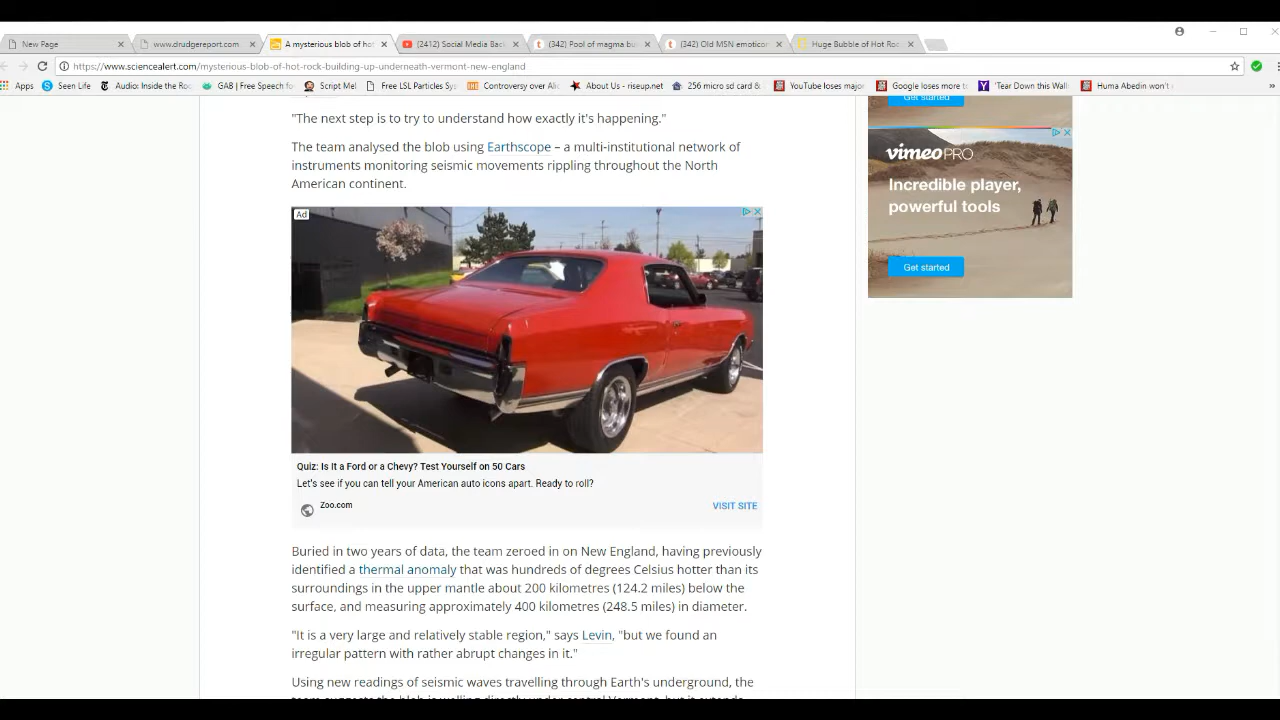 New Page
www.drudgereport.com
A mysterious blob of hot
(2412) Social Media Bac
(342) Pool of magma bu
(342) Old MSN emoticor
Huge Bubble of Hot Roc
https://www.sciencealert.com/mysterious-blob-of-hot-rock-building-up-underneath-vermont-new-england
Apps
Seen Life
Audio: Inside the Ro
GAB | Free Speech fo
Script Mel
Free LSL Particles Sy
Controversy over Ali
About Us - riseup.net
256 micro sd card &
YouTube loses major
Google loses more t
'Tear Down this Wall
Huma Abedin won't
»
"The next step is to try to understand how exactly it's happening."
The team analysed the blob using Earthscope – a multi-institutional network of
instruments monitoring seismic movements rippling throughout the North
American continent.
Ad
Quiz: Is It a Ford or a Chevy? Test Yourself on 50 Cars
Let's see if you can tell your American auto icons apart. Ready to roll?
Zoo.com
VISIT SITE
Buried in two years of data, the team zeroed in on New England, having previously
identified a thermal anomaly that was hundreds of degrees Celsius hotter than its
surroundings in the upper mantle about 200 kilometres (124.2 miles) below the
surface, and measuring approximately 400 kilometres (248.5 miles) in diameter.
"It is a very large and relatively stable region," says Levin, "but we found an
irregular pattern with rather abrupt changes in it."
Using new readings of seismic waves travelling through Earth's underground, the
Get started
vimeo PRO
Incredible player,
powerful tools
Get started